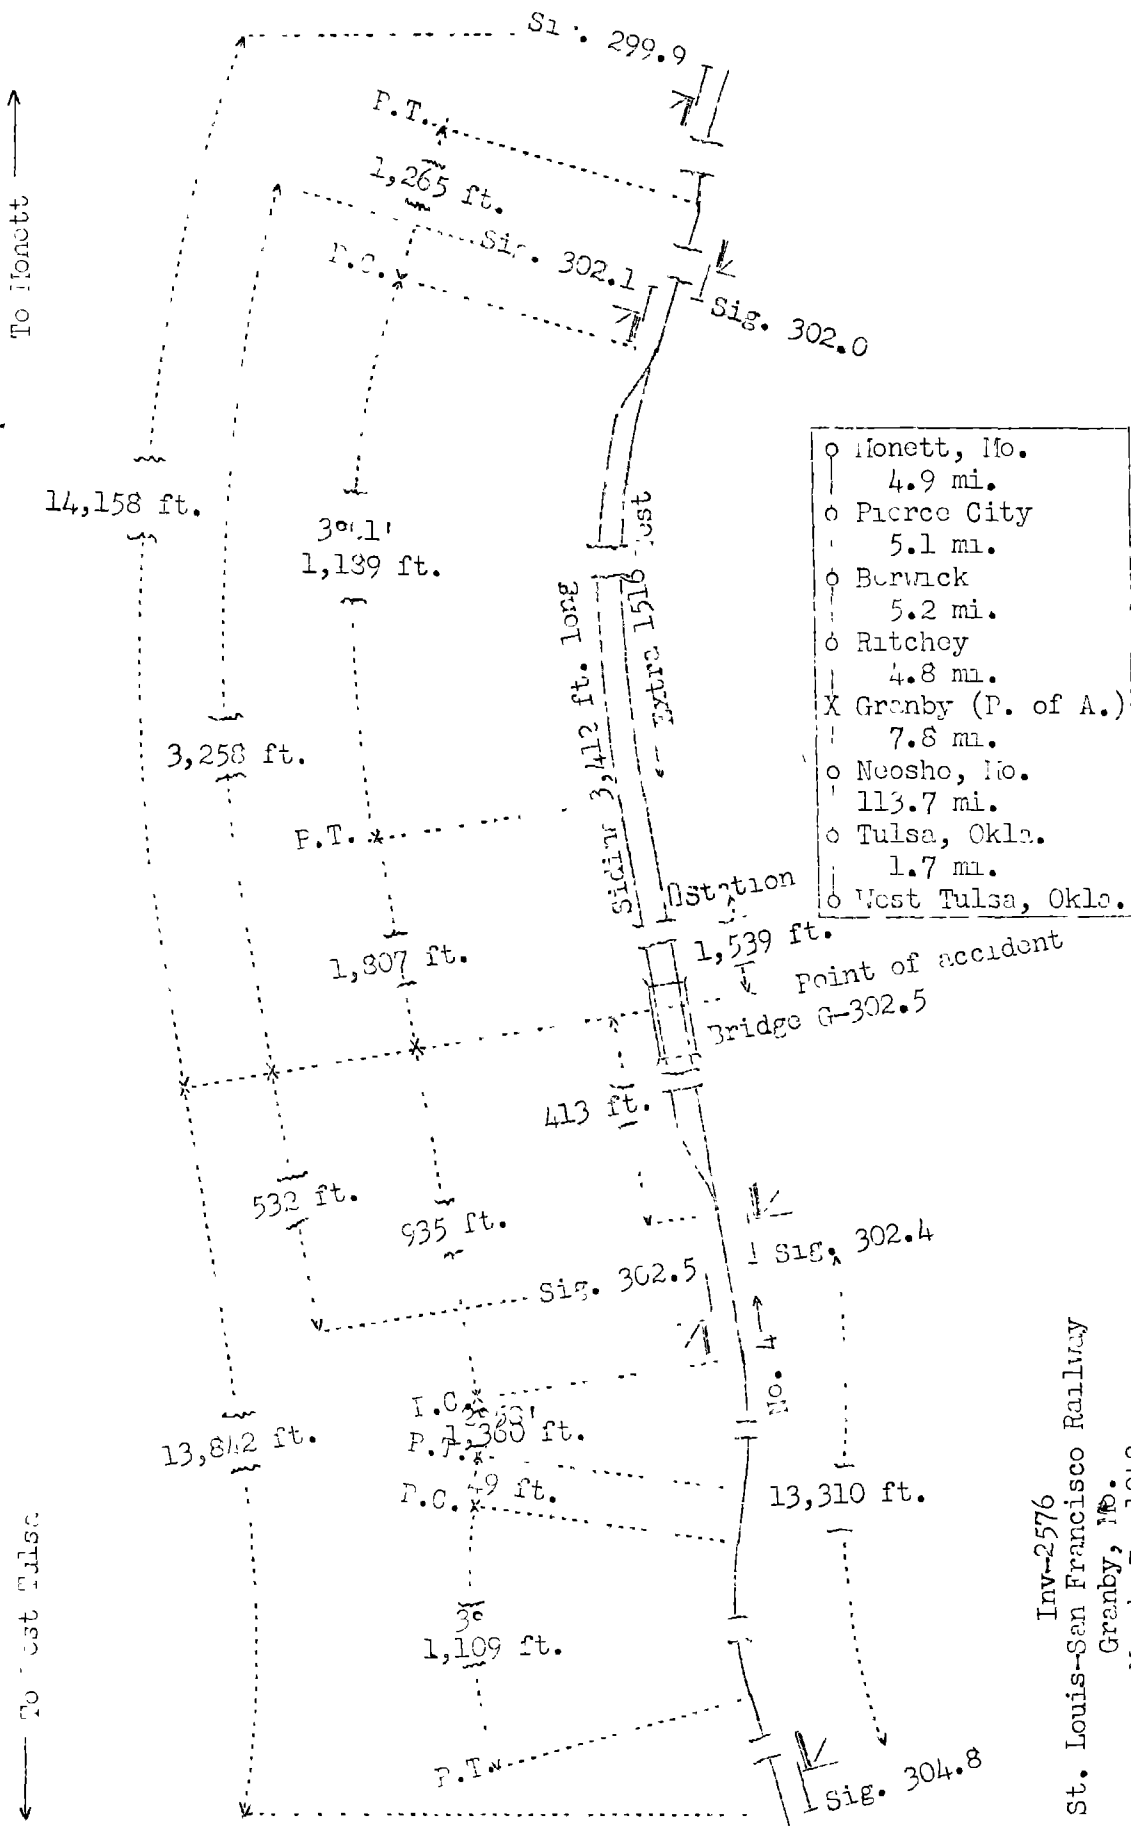 Sig. 299.9
P.T.
1,265 ft.
Sig. 302.1
P.C.
Sig. 302.0
To Monett
14,158 ft.
1,139 ft.
3,258 ft.
P.T.
1,807 ft.
Siding 3,412 ft. long
Extra 1516 West
Monett, Mo.
4.9 mi.
Pierce City
5.1 mi.
Berwick
5.2 mi.
Ritchey
4.8 mi.
X Granby (P. of A.)
7.8 mi.
Neosho, Mo.
113.7 mi.
Tulsa, Okla.
1.7 mi.
West Tulsa, Okla.
Station
1,539 ft.
Point of accident
Bridge G-302.5
413 ft.
532 ft.
935 ft.
Sig. 302.4
Sig. 302.5
No. 4
P.C.
1,360 ft.
P.T.
49 ft.
P.C.
13,842 ft.
13,310 ft.
3°
1,109 ft.
P.T.
Sig. 304.8
To West Tulsa
Inv-2576
St. Louis-San Francisco Railway
Granby, Mo.